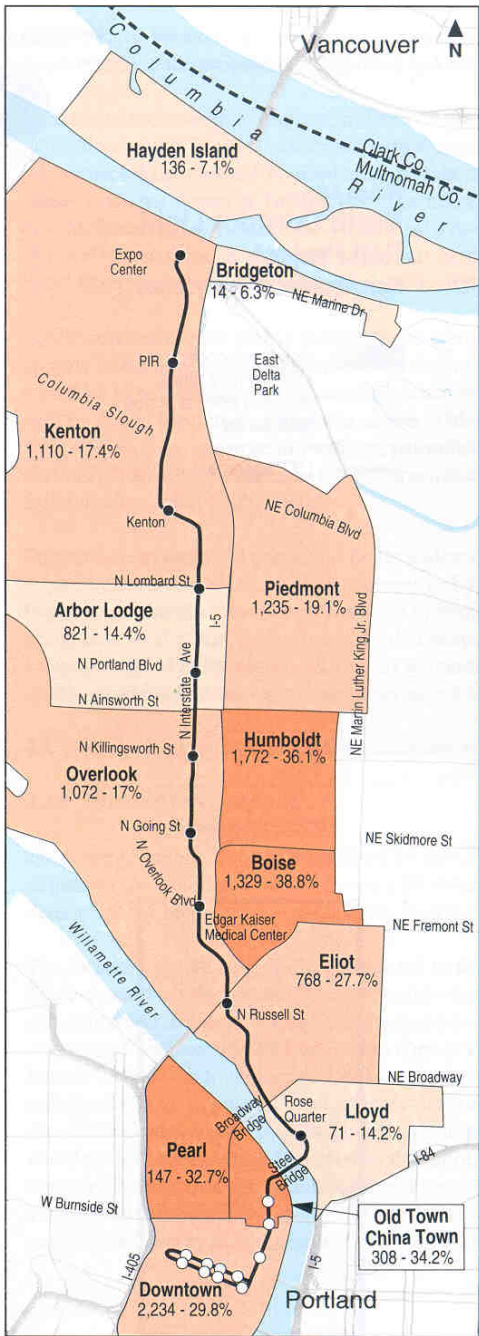 Vancouver
N
Columbia
River
Clark Co.
Multnomah Co.
Hayden Island
136 - 7.1%
Expo
Center
Bridgeton
14 - 6.3%
NE Marine Dr
PIR
East
Delta
Park
Columbia Slough
Kenton
1,110 - 17.4%
Kenton
NE Columbia Blvd
N Lombard St
Piedmont
1,235 - 19.1%
Arbor Lodge
821 - 14.4%
I-5
NE Martin Luther King Jr. Blvd
N Portland Blvd
N Interstate Ave
N Ainsworth St
N Killingsworth St
Humboldt
1,772 - 36.1%
Overlook
1,072 - 17%
N Going St
NE Skidmore St
N Overlook Blvd
Boise
1,329 - 38.8%
Edgar Kaiser
Medical Center
NE Fremont St
Willamette River
Eliot
768 - 27.7%
N Russell St
NE Broadway
Broadway
Bridge
Rose
Quarter
Lloyd
71 - 14.2%
Pearl
147 - 32.7%
Steel
Bridge
I-84
W Burnside St
Old Town
China Town
308 - 34.2%
I-405
I-5
Downtown
2,234 - 29.8%
Portland